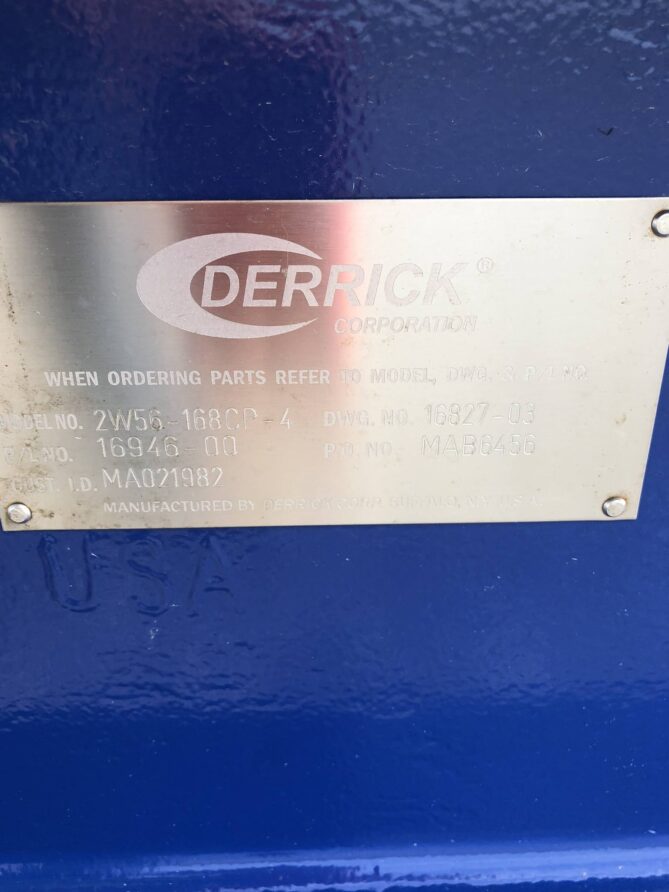 DERRICK®
CORPORATION
WHEN ORDERING PARTS REFER TO MODEL, DWG. & P/L NO.
MODEL NO. 2W56-168CP-4 DWG. NO. 16827-03
P/L NO. 16946-00 P.O. NO. MAB6456
CUST. I.D. MA021982
MANUFACTURED BY DERRICK CORP. BUFFALO, N.Y. U.S.A.
USA